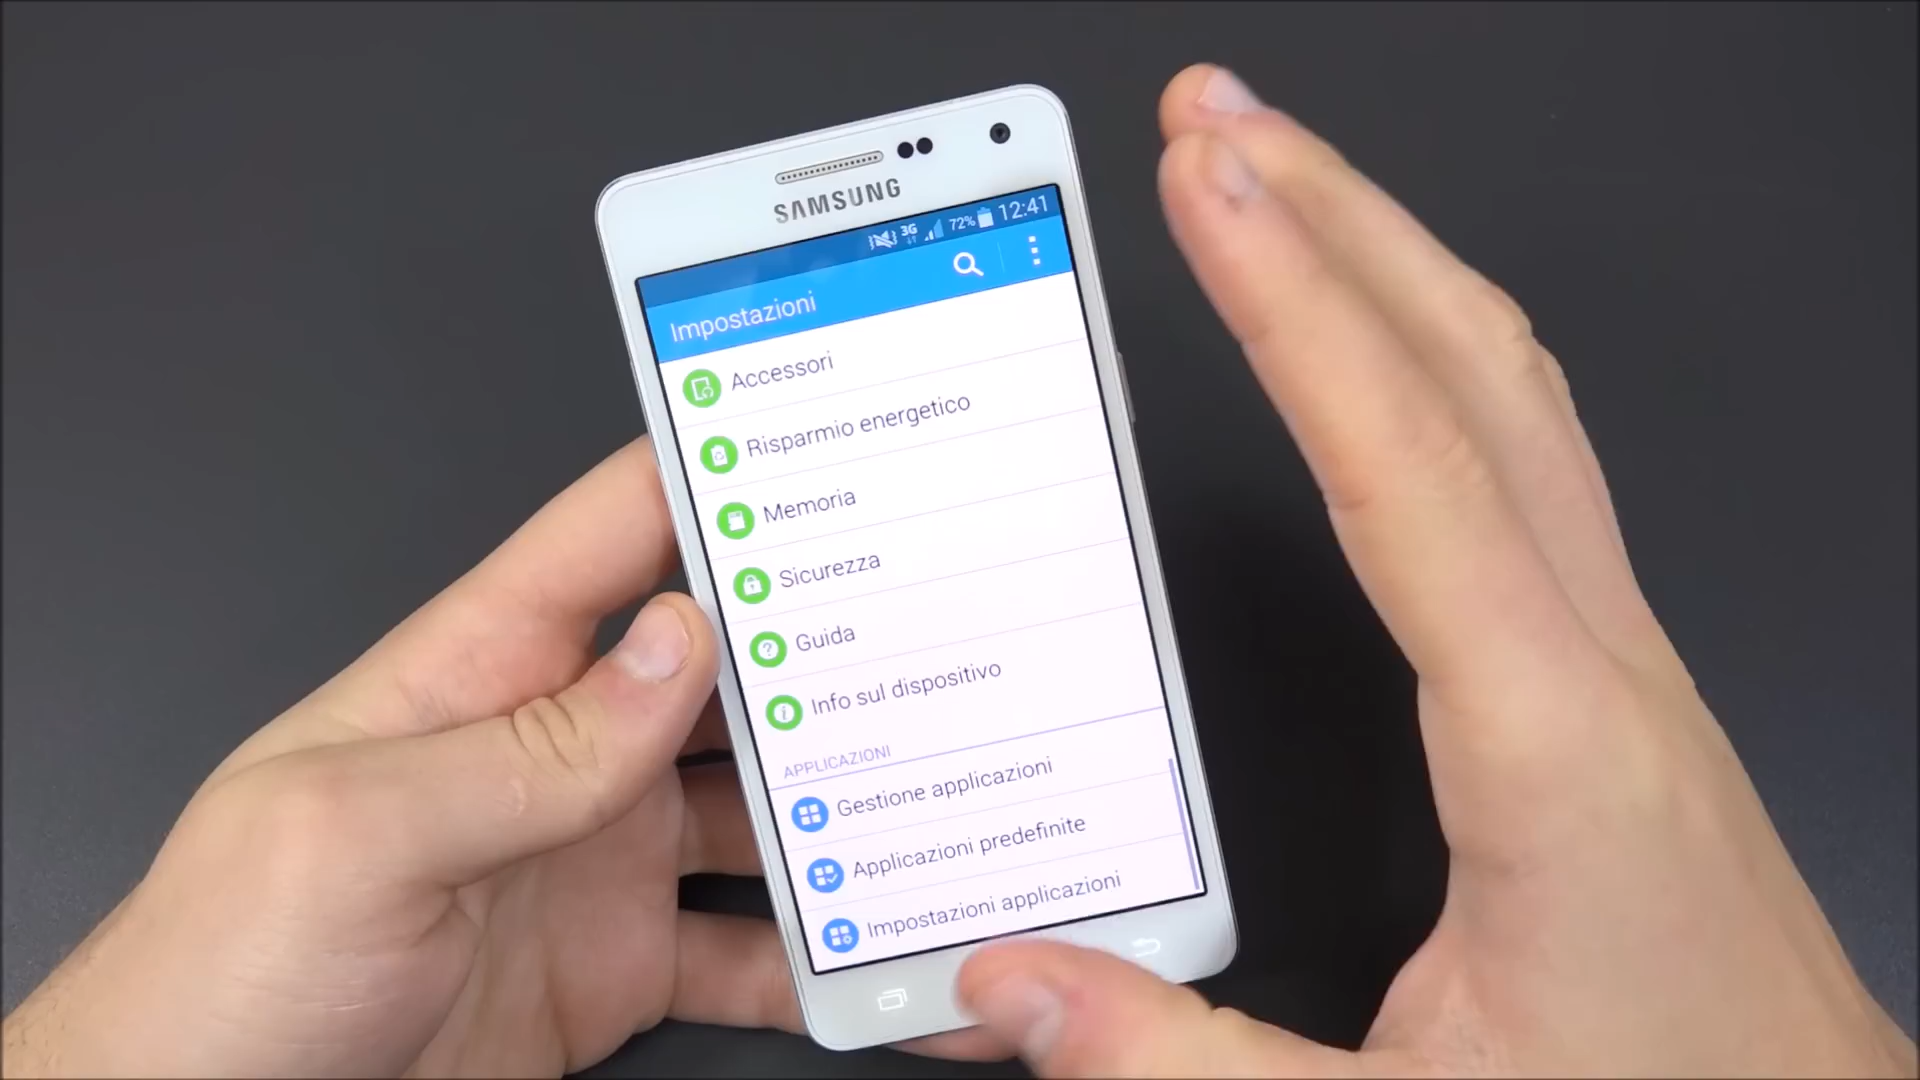 SAMSUNG
3G 72% 12:41
Impostazioni
Accessori
Risparmio energetico
Memoria
Sicurezza
Guida
Info sul dispositivo
APPLICAZIONI
Gestione applicazioni
Applicazioni predefinite
Impostazioni applicazioni